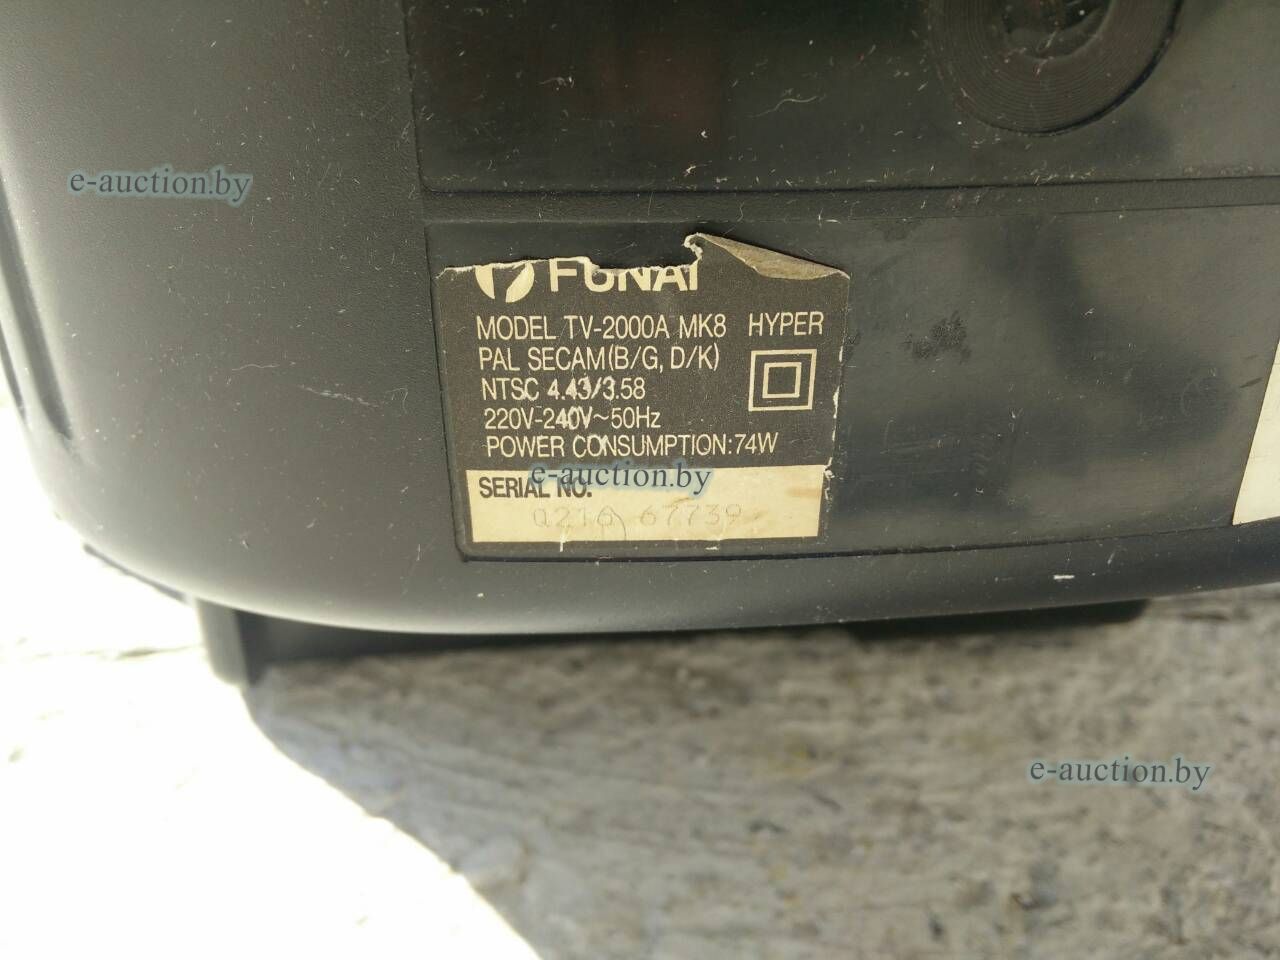 e-auction.by
FUNAI
MODEL TV-2000A MK8 HYPER
PAL SECAM(B/G, D/K)
NTSC 4.43/3.58
220V-240V~50Hz
POWER CONSUMPTION:74W
e-auction.by
SERIAL NO.
Q216 67739
e-auction.by